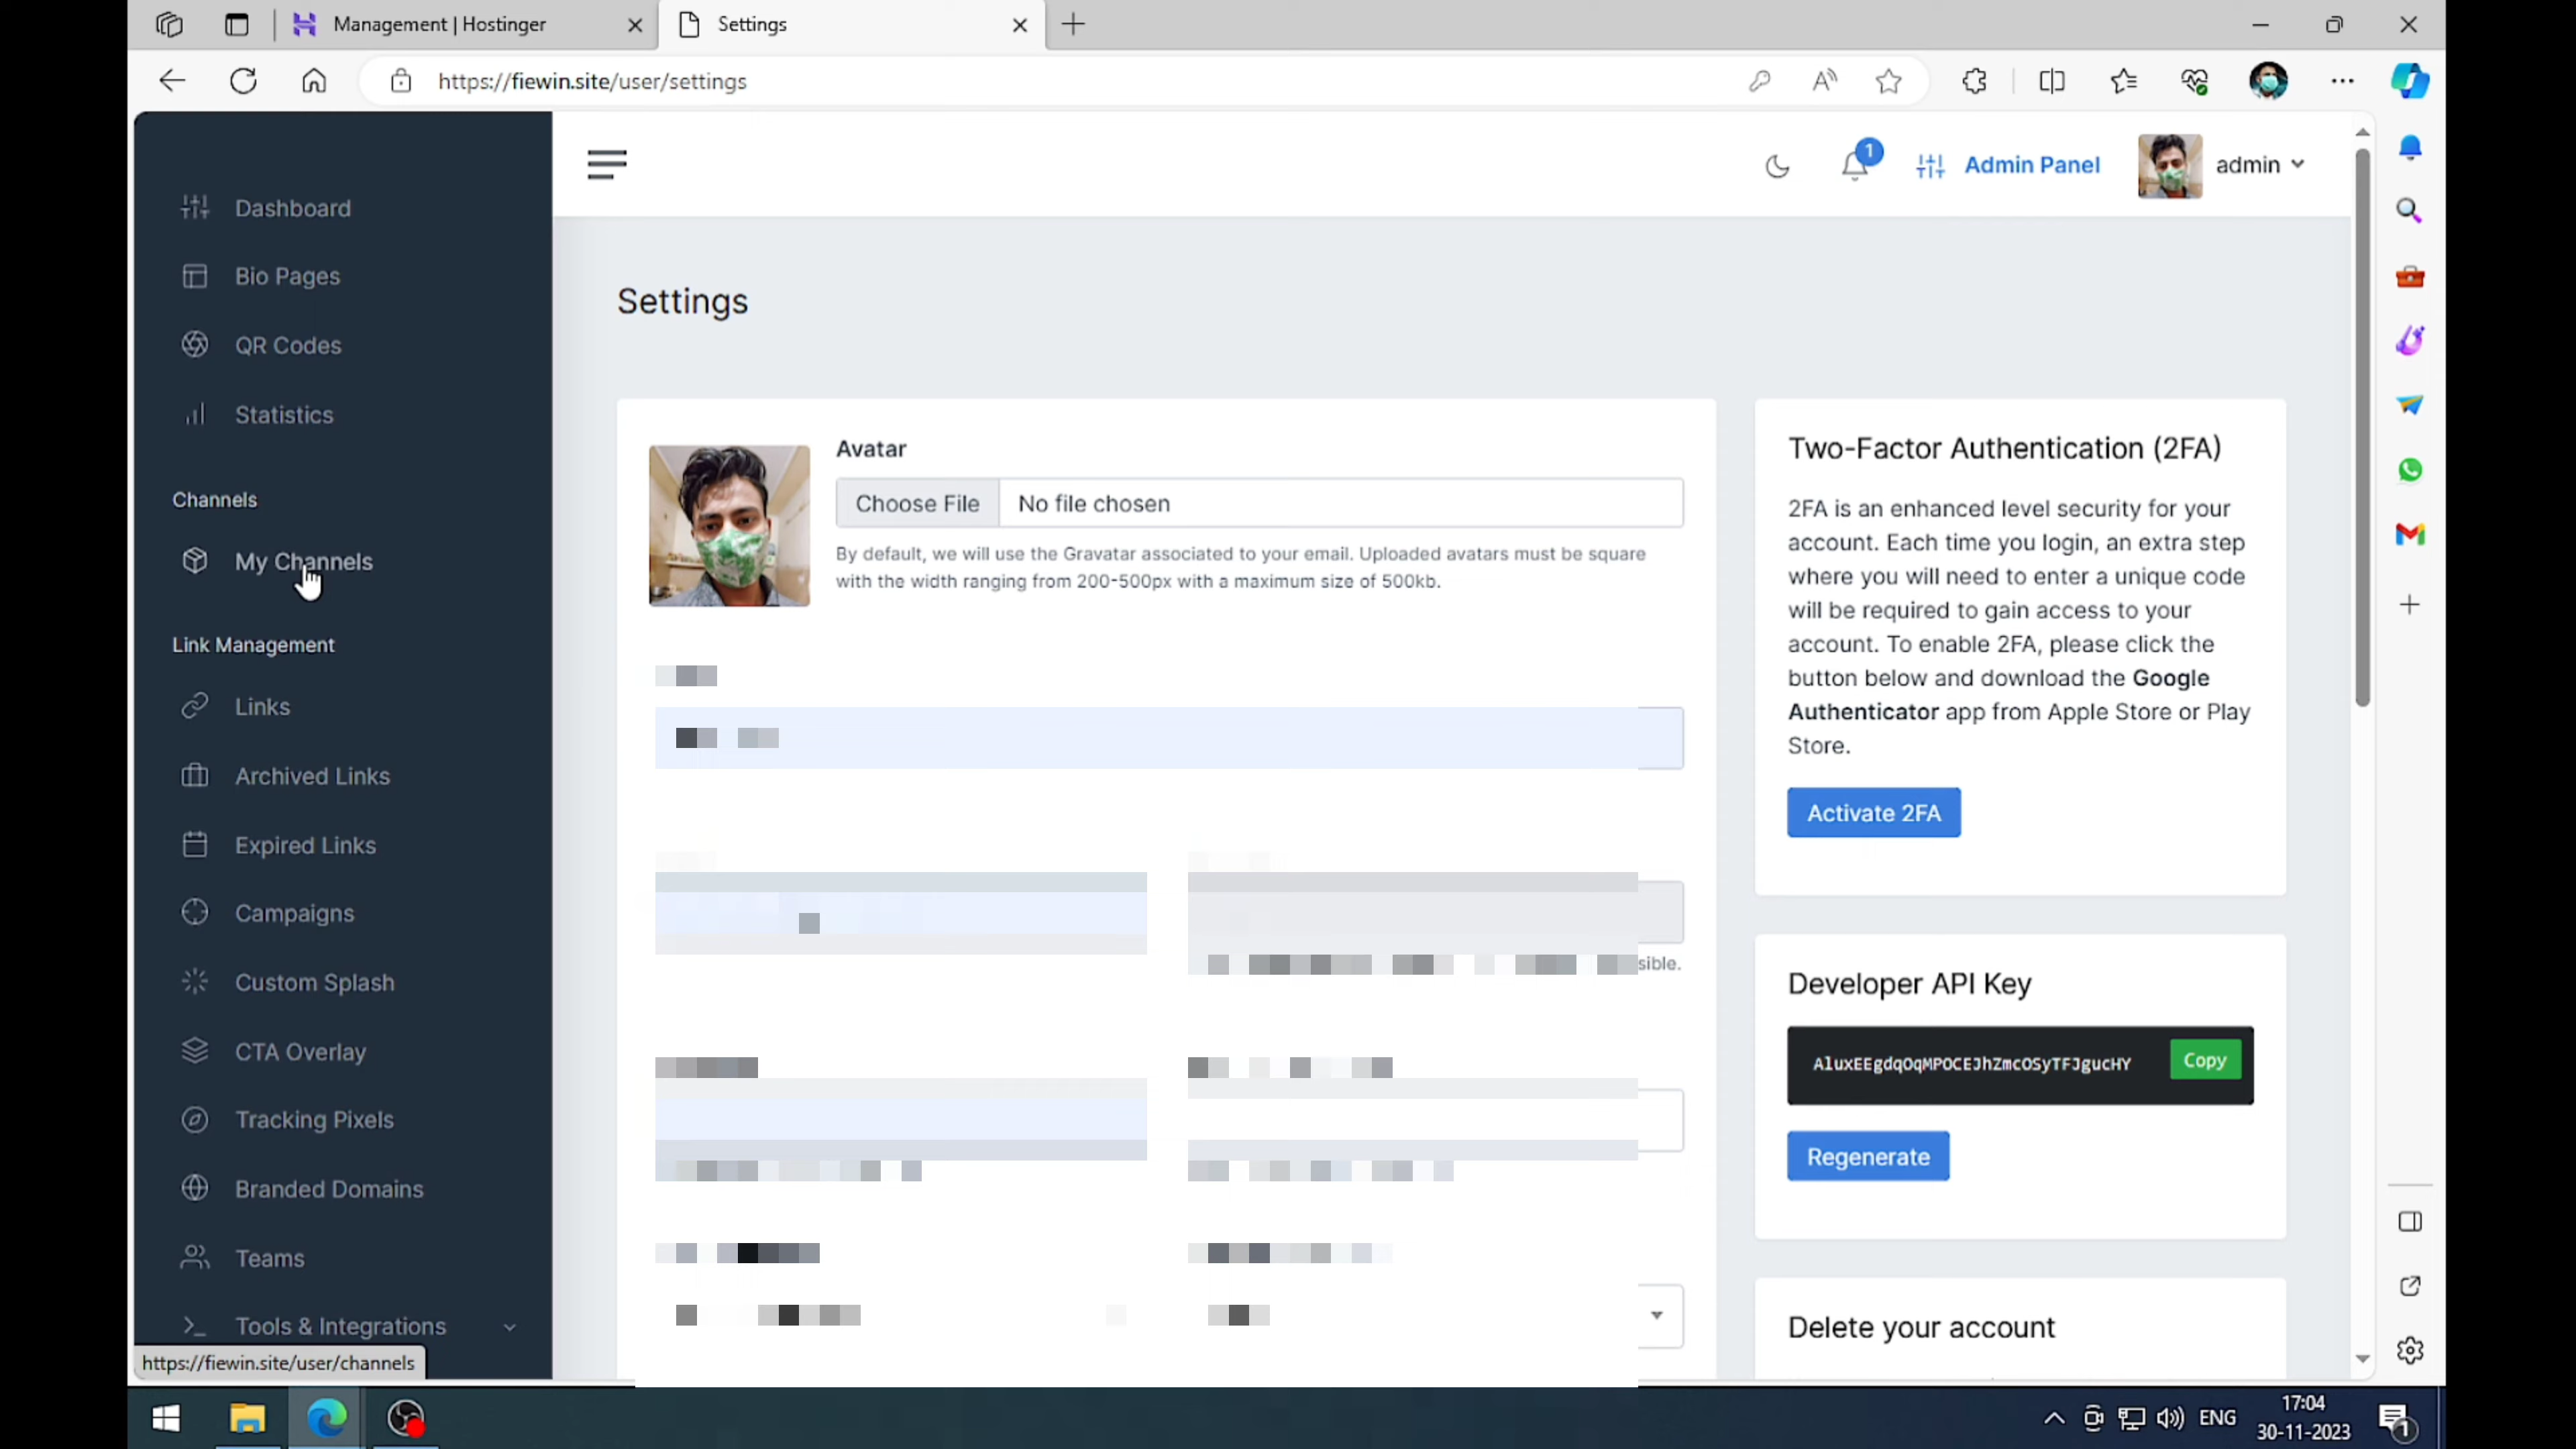 Management | Hostinger
Settings
https://fiewin.site/user/settings
Dashboard
Bio Pages
QR Codes
Statistics
Channels
My Channels
Link Management
Links
Archived Links
Expired Links
Campaigns
Custom Splash
CTA Overlay
Tracking Pixels
Branded Domains
Teams
Tools & Integrations
https://fiewin.site/user/channels
1
Admin Panel
admin
Settings
Avatar
Choose File No file chosen
By default, we will use the Gravatar associated to your email. Uploaded avatars must be square
with the width ranging from 200-500px with a maximum size of 500kb.
sible.
Two-Factor Authentication (2FA)
2FA is an enhanced level security for your
account. Each time you login, an extra step
where you will need to enter a unique code
will be required to gain access to your
account. To enable 2FA, please click the
button below and download the Google
Authenticator app from Apple Store or Play
Store.
Activate 2FA
Developer API Key
AluxEEgdqOqMPOCEJhZmcOSyTFJgucHY
Copy
Regenerate
Delete your account
ENG
17:04
30-11-2023
1